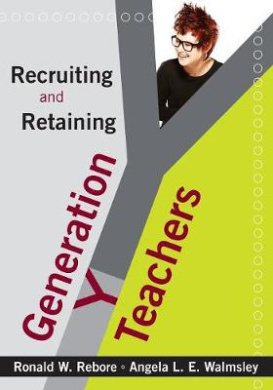 Recruiting
and
Retaining
Generation
Y
Teachers
Ronald W. Rebore • Angela L. E. Walmsley